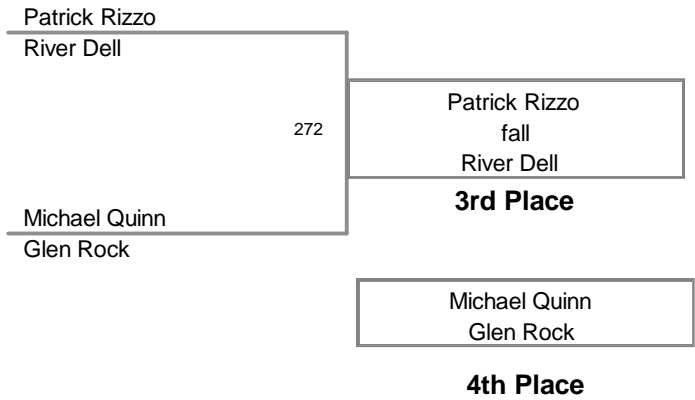 Patrick Rizzo
River Dell
272
Patrick Rizzo
fall
River Dell
3rd Place
Michael Quinn
Glen Rock
Michael Quinn
Glen Rock
4th Place